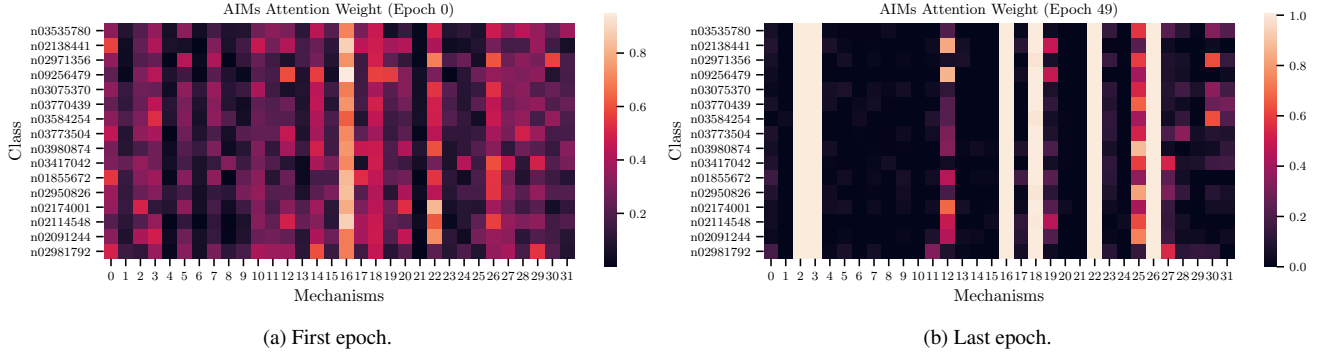 AIMs Attention Weight (Epoch 0)
n03535780
n02138441
n02971356
n09256479
n03075370
n03770439
n03584254
n03773504
n03980874
n03417042
n01855672
n02950826
n02174001
n02114548
n02091244
n02981792
Class
0 1 2 3 4 5 6 7 8 9 10 11 12 13 14 15 16 17 18 19 20 21 22 23 24 25 26 27 28 29 30 31
Mechanisms
0.8
0.6
0.4
0.2
(a) First epoch.
AIMs Attention Weight (Epoch 49)
n03535780
n02138441
n02971356
n09256479
n03075370
n03770439
n03584254
n03773504
n03980874
n03417042
n01855672
n02950826
n02174001
n02114548
n02091244
n02981792
Class
0 1 2 3 4 5 6 7 8 9 10 11 12 13 14 15 16 17 18 19 20 21 22 23 24 25 26 27 28 29 30 31
Mechanisms
1.0
0.8
0.6
0.4
0.2
0.0
(b) Last epoch.